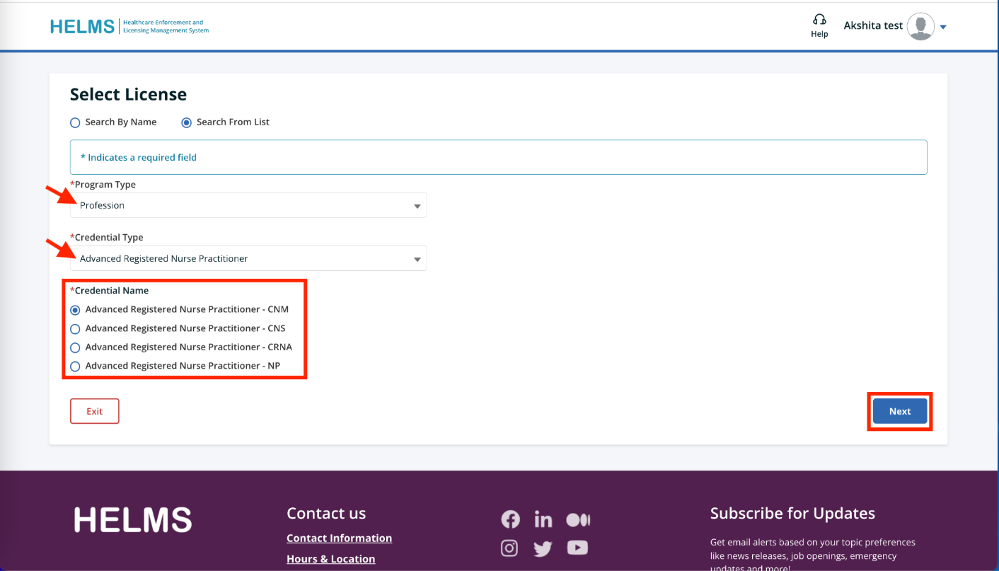 HELMS
Healthcare Enforcement and
Licensing Management System
Help
Akshita test
Select License
Search By Name
Search From List
* Indicates a required field
*Program Type
Profession
*Credential Type
Advanced Registered Nurse Practitioner
*Credential Name
Advanced Registered Nurse Practitioner - CNM
Advanced Registered Nurse Practitioner - CNS
Advanced Registered Nurse Practitioner - CRNA
Advanced Registered Nurse Practitioner - NP
Exit
Next
HELMS
Contact us
Contact Information
Hours & Location
Subscribe for Updates
Get email alerts based on your topic preferences
like news releases, job openings, emergency
updates and more!